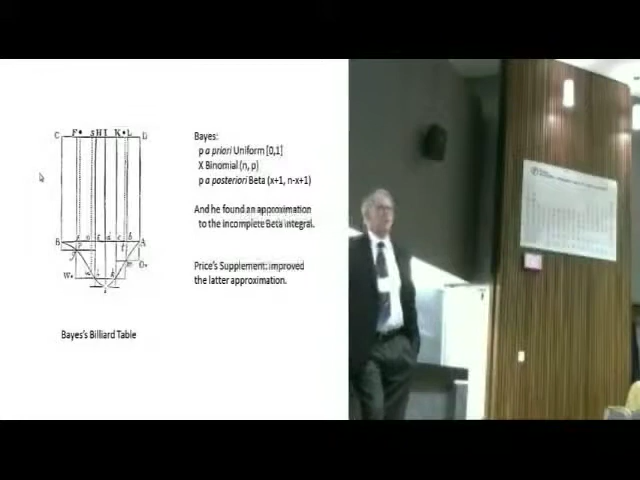 Bayes:
p a priori Uniform [0,1]
X Binomial (n, p)
p a posteriori Beta (x+1, n-x+1)
And he found an approximation
to the incomplete Beta integral.
Price's Supplement: improved
the latter approximation.
C F S H I K L D
B A
W
Bayes's Billiard Table